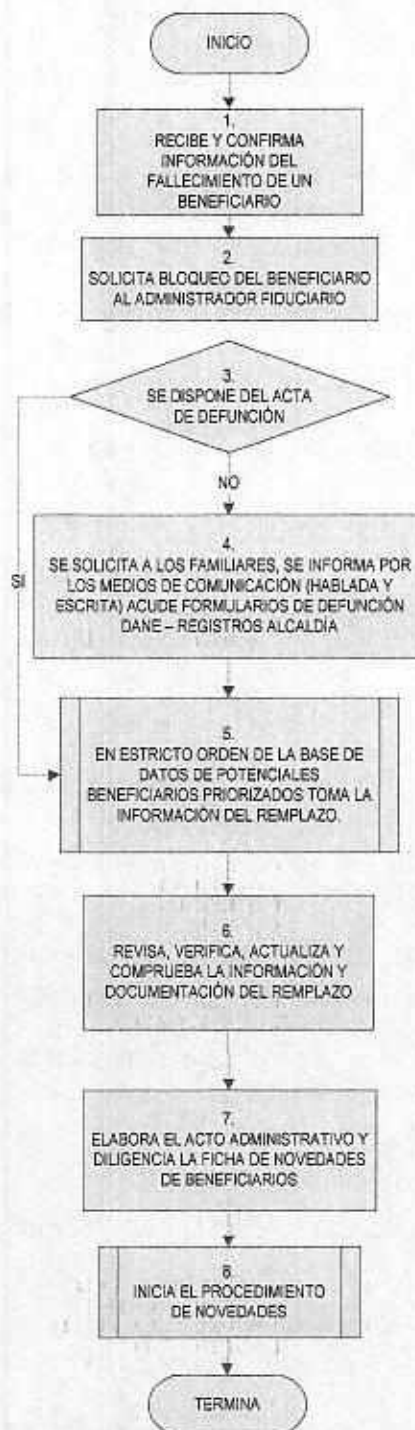 INICIO
1.
RECIBE Y CONFIRMA
INFORMACIÓN DEL
FALLECIMIENTO DE UN
BENEFICIARIO
2.
SOLICITA BLOQUEO DEL BENEFICIARIO
AL ADMINISTRADOR FIDUCIARIO
3.
SE DISPONE DEL ACTA
DE DEFUNCIÓN
NO
SI
4.
SE SOLICITA A LOS FAMILIARES, SE INFORMA POR
LOS MEDIOS DE COMUNICACIÓN (HABLADA Y
ESCRITA) ACUDE FORMULARIOS DE DEFUNCIÓN
DANE – REGISTROS ALCALDÍA
5.
EN ESTRICTO ORDEN DE LA BASE DE
DATOS DE POTENCIALES
BENEFICIARIOS PRIORIZADOS TOMA LA
INFORMACIÓN DEL REMPLAZO.
6.
REVISA, VERIFICA, ACTUALIZA Y
COMPRUEBA LA INFORMACIÓN Y
DOCUMENTACIÓN DEL REMPLAZO
7.
ELABORA EL ACTO ADMINISTRATIVO Y
DILIGENCIA LA FICHA DE NOVEDADES
DE BENEFICIARIOS
8.
INICIA EL PROCEDIMIENTO
DE NOVEDADES
TERMINA